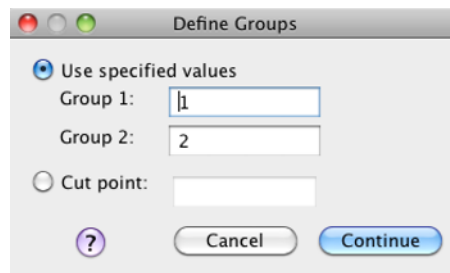 Define Groups
Use specified values
Group 1: 1
Group 2: 2
Cut point:
? Cancel Continue